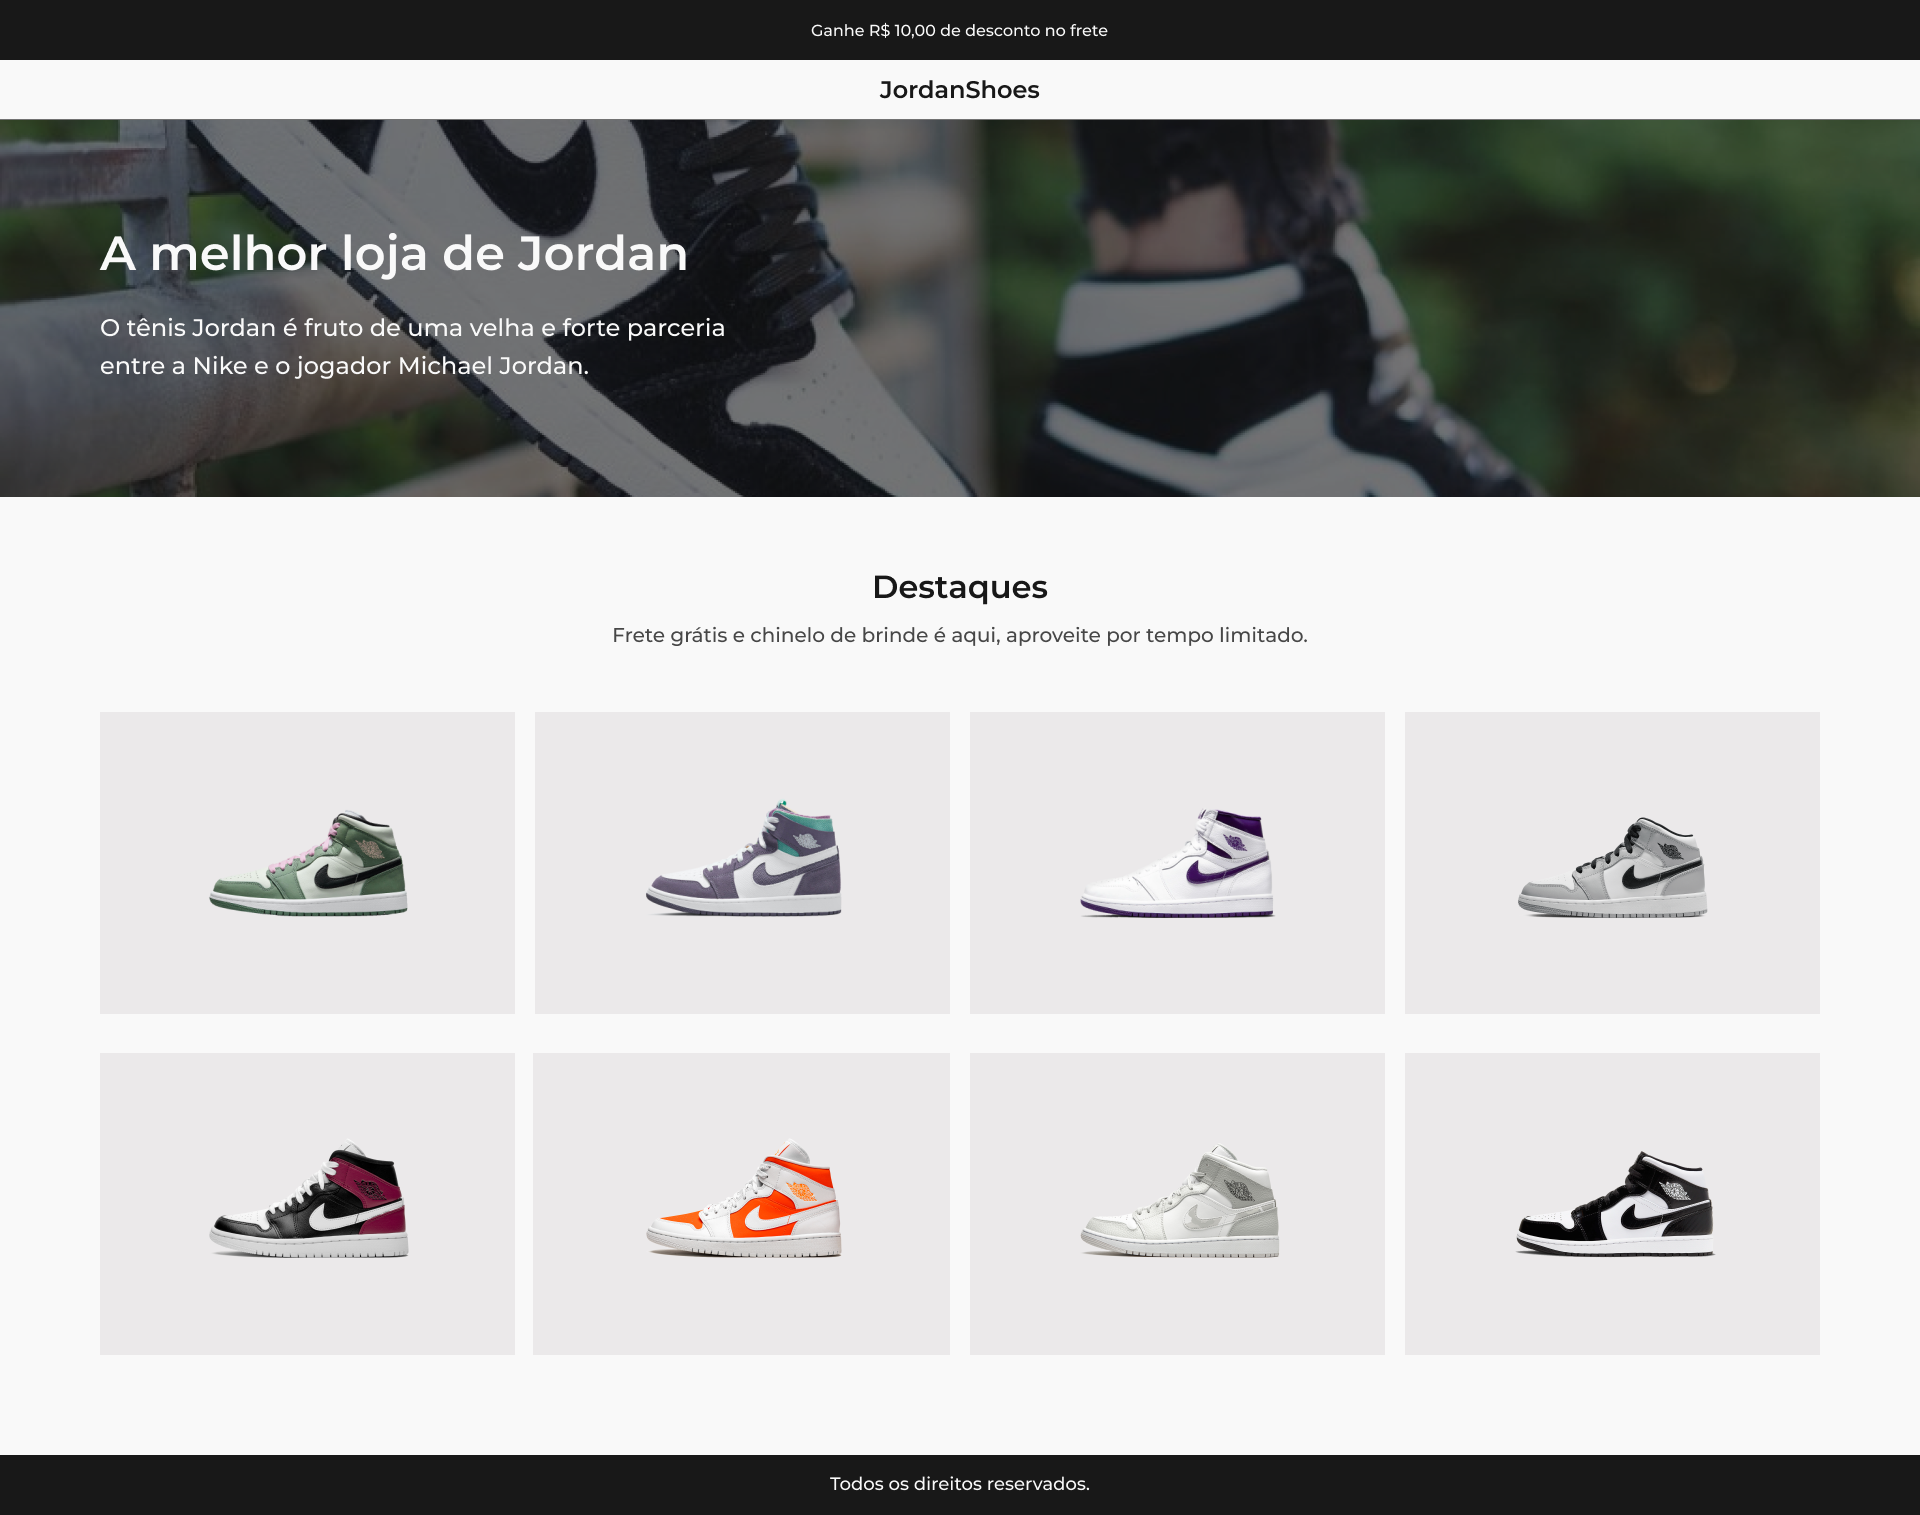 Ganhe R$ 10,00 de desconto no frete
JordanShoes
A melhor loja de Jordan
O tênis Jordan é fruto de uma velha e forte parceria
entre a Nike e o jogador Michael Jordan.
Destaques
Frete grátis e chinelo de brinde é aqui, aproveite por tempo limitado.
Todos os direitos reservados.